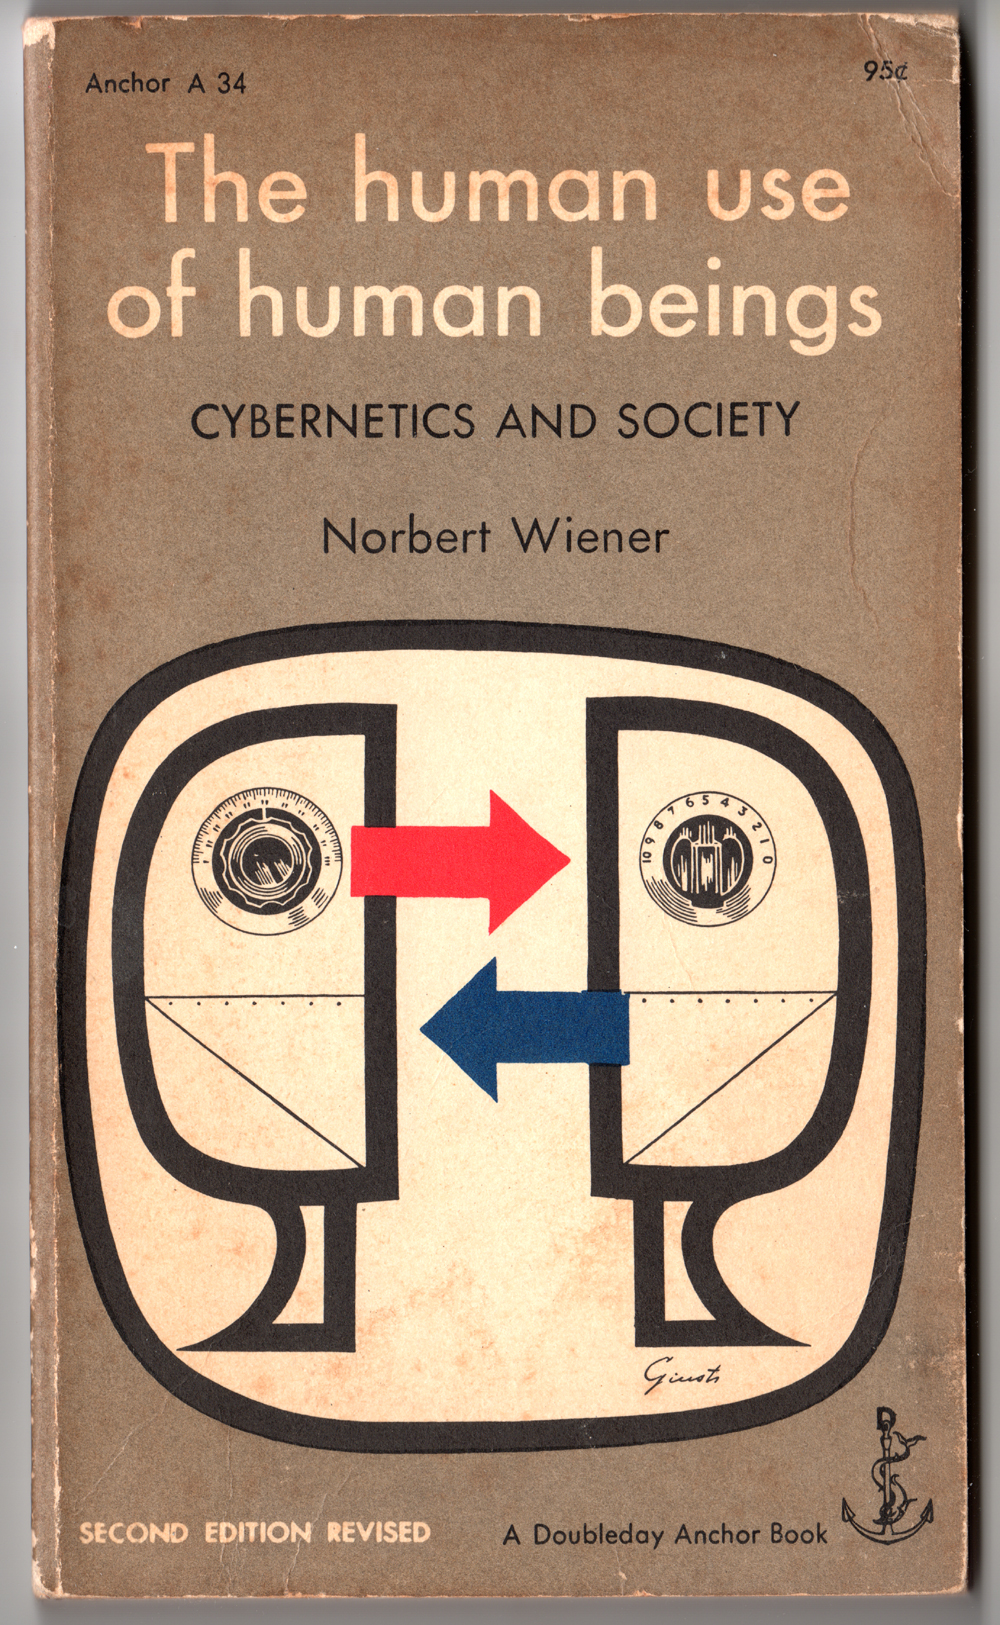 Anchor A 34
95¢
The human use
of human beings
CYBERNETICS AND SOCIETY
Norbert Wiener
10 9 8 7 6 5 4 3 2 1 0
Giusti
SECOND EDITION REVISED
A Doubleday Anchor Book
D